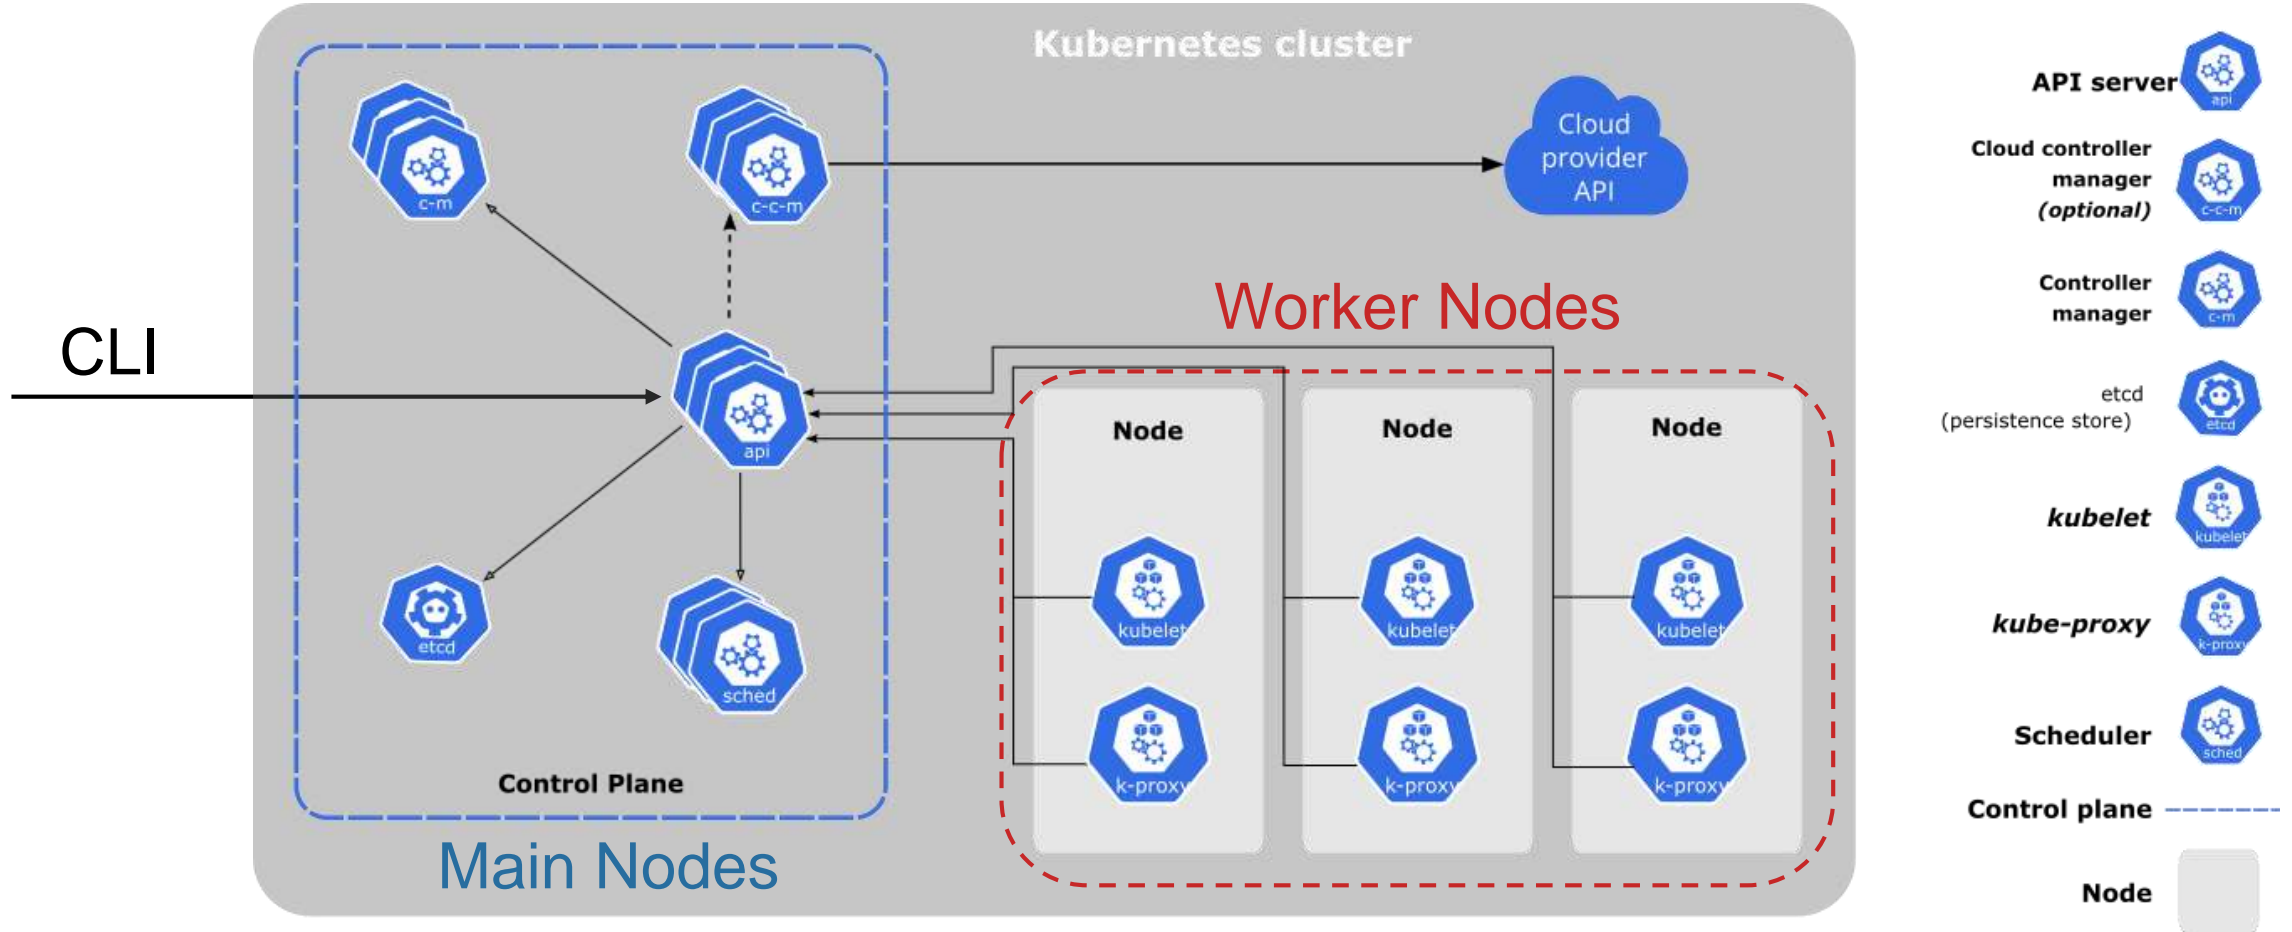 Kubernetes cluster
c-m
c-c-m
Cloud
provider
API
CLI
api
Worker Nodes
Node
Node
Node
etcd
sched
kubelet
kubelet
kubelet
k-proxy
k-proxy
k-proxy
Control Plane
Main Nodes
API server
api
Cloud controller
manager
(optional)
c-c-m
Controller
manager
c-m
etcd
(persistence store)
etcd
kubelet
kubelet
kube-proxy
k-proxy
Scheduler
sched
Control plane
Node